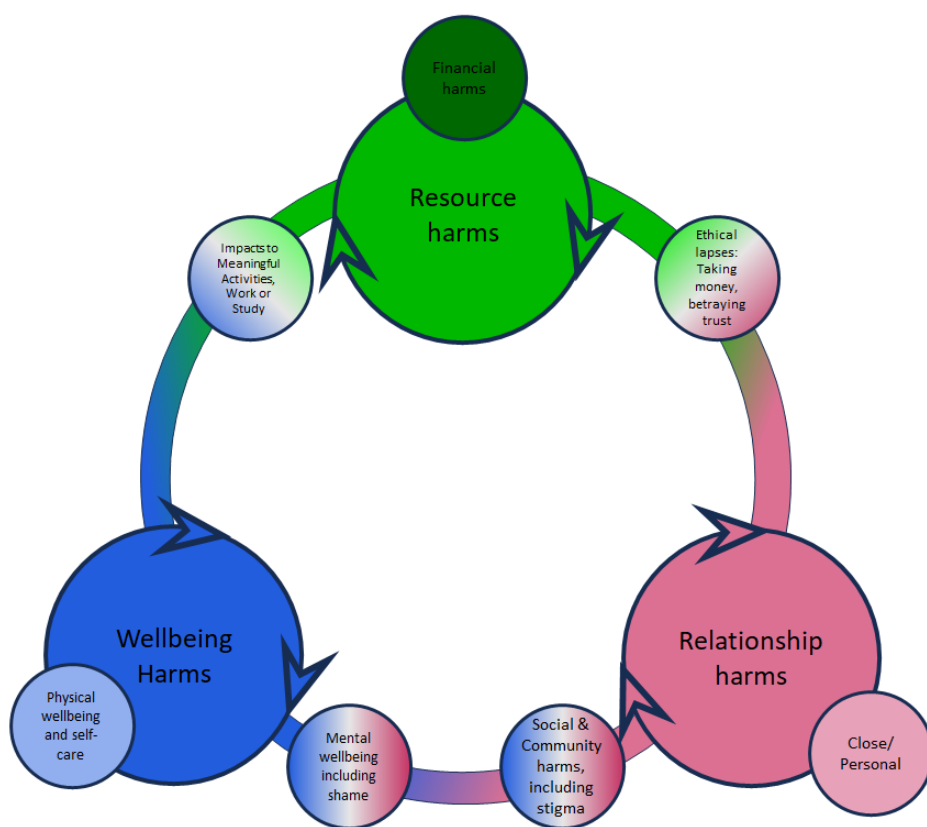 Financial
harms
Resource
harms
Impacts to
Meaningful
Activities,
Work or
Study
Ethical
lapses:
Taking
money,
betraying
trust
Wellbeing
Harms
Relationship
harms
Physical
wellbeing
and self-
care
Mental
wellbeing
including
shame
Social &
Community
harms,
including
stigma
Close/
Personal